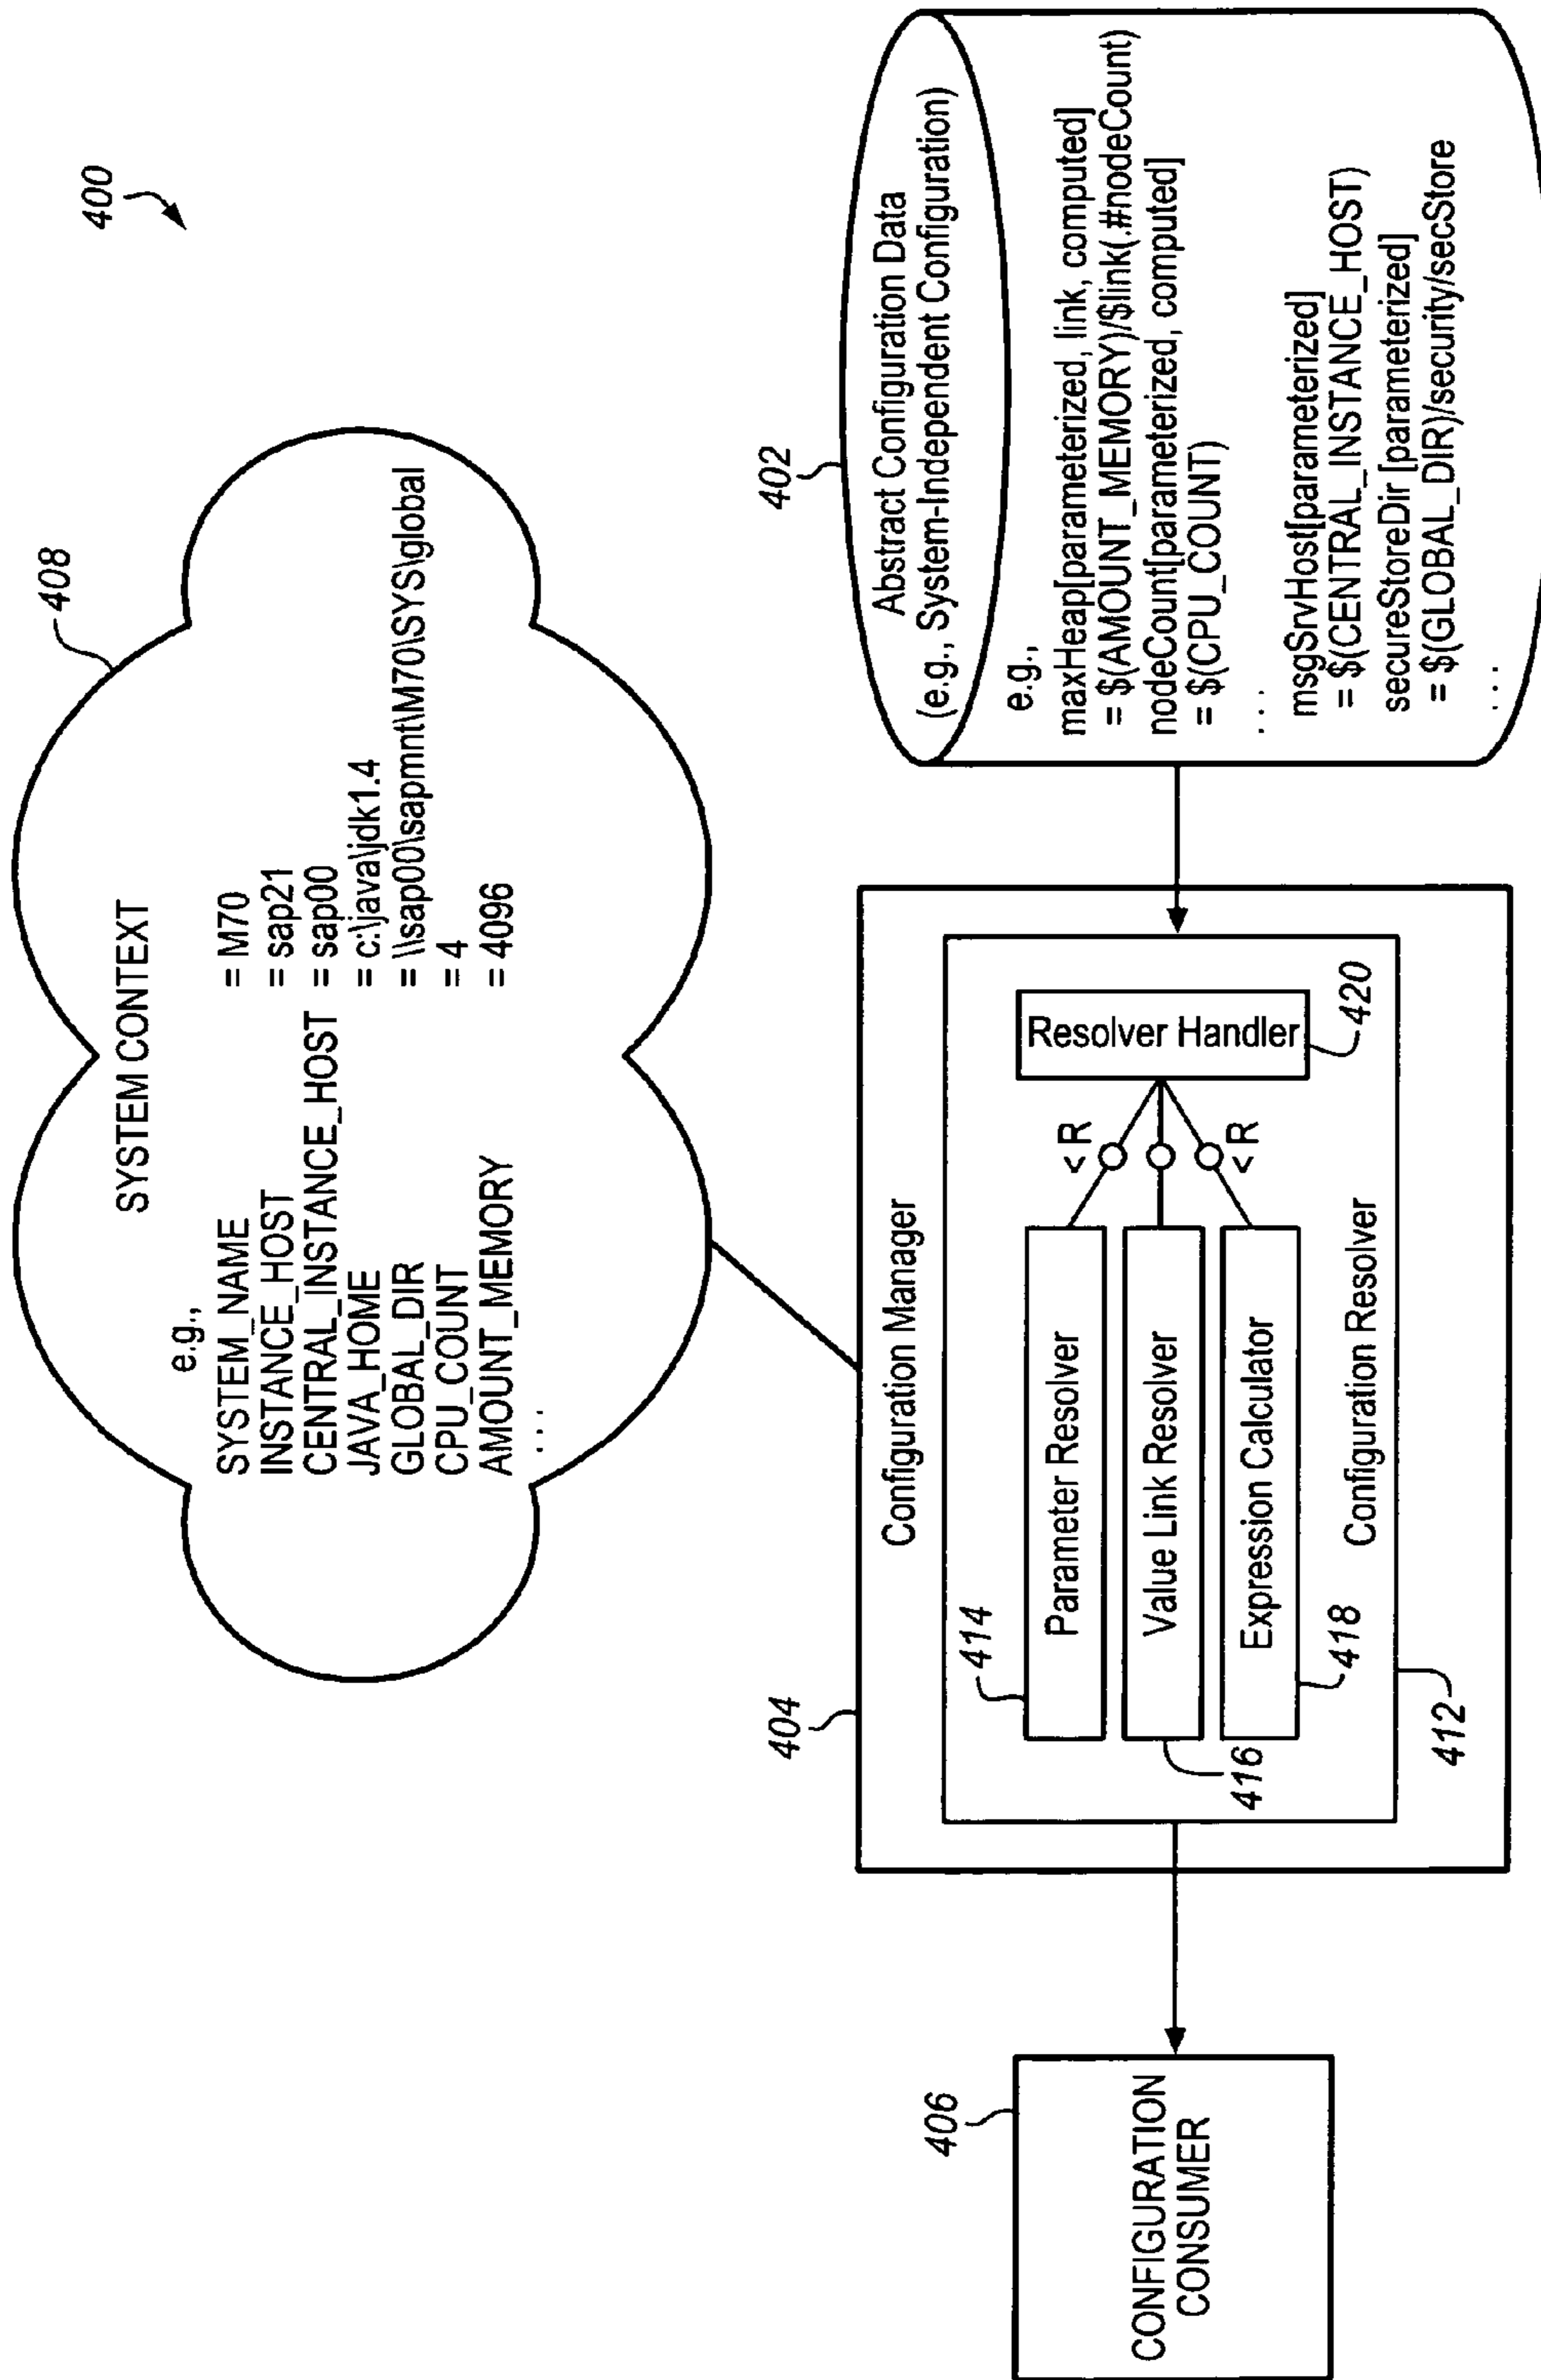 400
408
SYSTEM CONTEXT
e.g.,
SYSTEM_NAME = M70
INSTANCE_HOST = sap21
CENTRAL_INSTANCE_HOST = sap00
JAVA_HOME = c:\java\jdk1.4
GLOBAL_DIR = \\sap00\sapmnt\M70\SYS\global
CPU_COUNT = 4
AMOUNT_MEMORY = 4096
...
406
CONFIGURATION
CONSUMER
404
Configuration Manager
414
Parameter Resolver
416
Value Link Resolver
418
Expression Calculator
< R
< R
Resolver Handler
420
Configuration Resolver
412
402
Abstract Configuration Data
(e.g., System-Independent Configuration)
e.g.,
maxHeap[parameterized, link, computed]
= $(AMOUNT_MEMORY)/$link(.#nodeCount)
nodeCount[parameterized, computed]
= $(CPU_COUNT)
...
msgSrvHost[parameterized]
= $(CENTRAL_INSTANCE_HOST)
secureStoreDir [parameterized]
= $(GLOBAL_DIR)/security/secStore
...